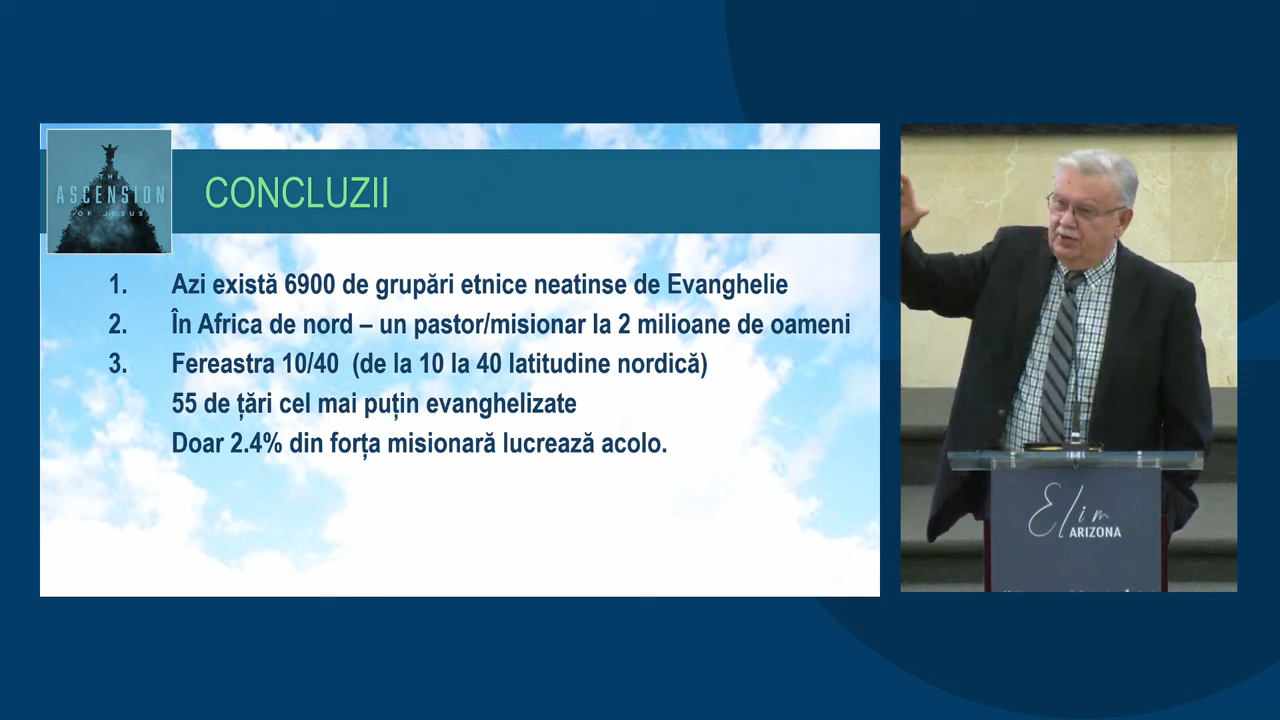 THE
ASCENSION
OF JESUS
CONCLUZII
1. Azi există 6900 de grupări etnice neatinse de Evanghelie
2. În Africa de nord – un pastor/misionar la 2 milioane de oameni
3. Fereastra 10/40 (de la 10 la 40 latitudine nordică)
55 de țări cel mai puțin evanghelizate
Doar 2.4% din forța misionară lucrează acolo.
Elim
ARIZONA